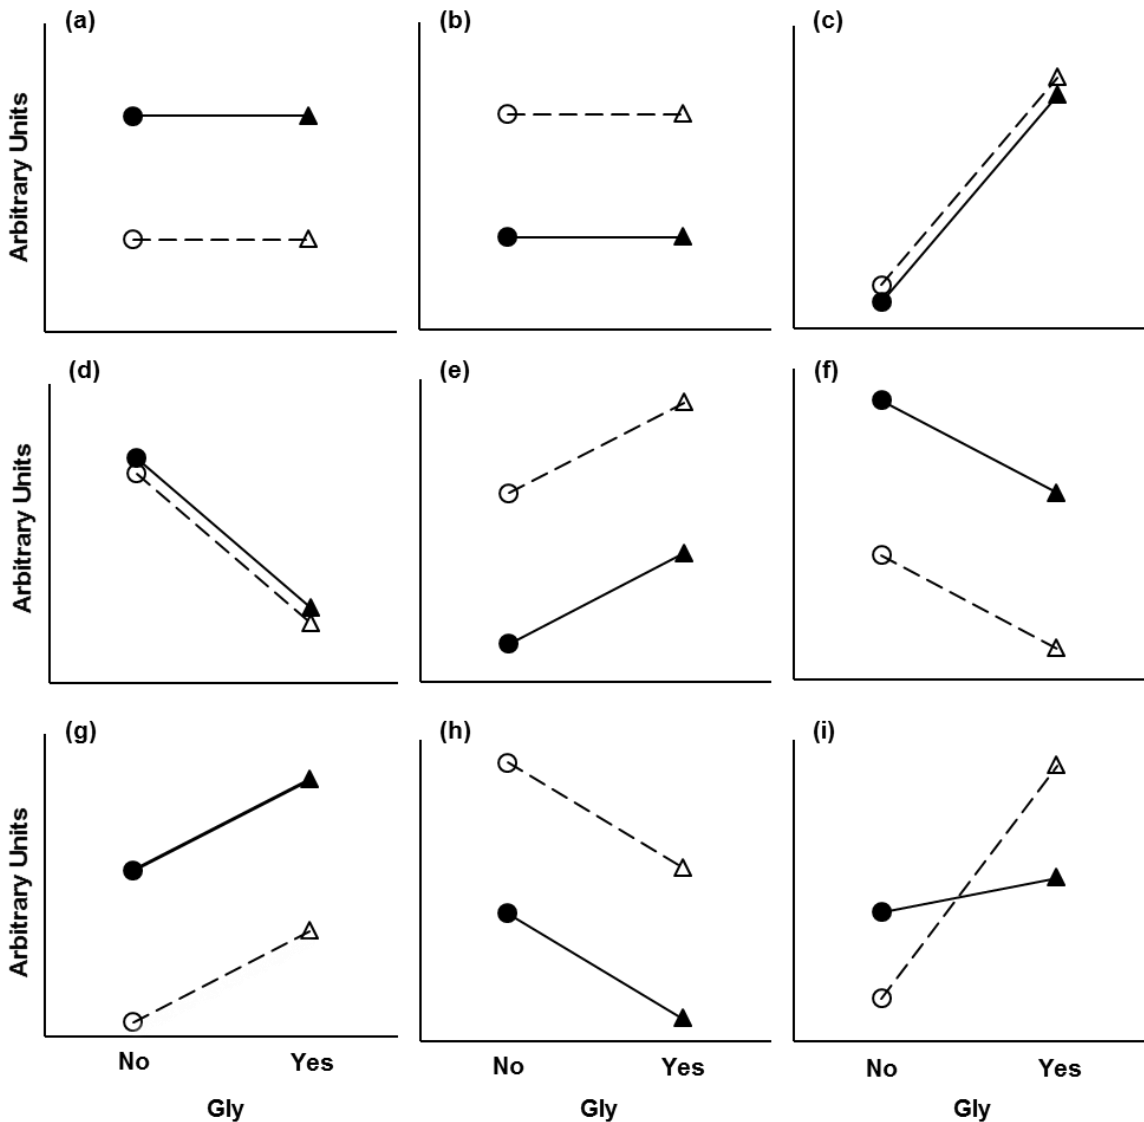 (a) (b) (c)
Arbitrary Units
(d) (e) (f)
Arbitrary Units
(g) (h) (i)
Arbitrary Units
No Yes No Yes No Yes
Gly Gly Gly